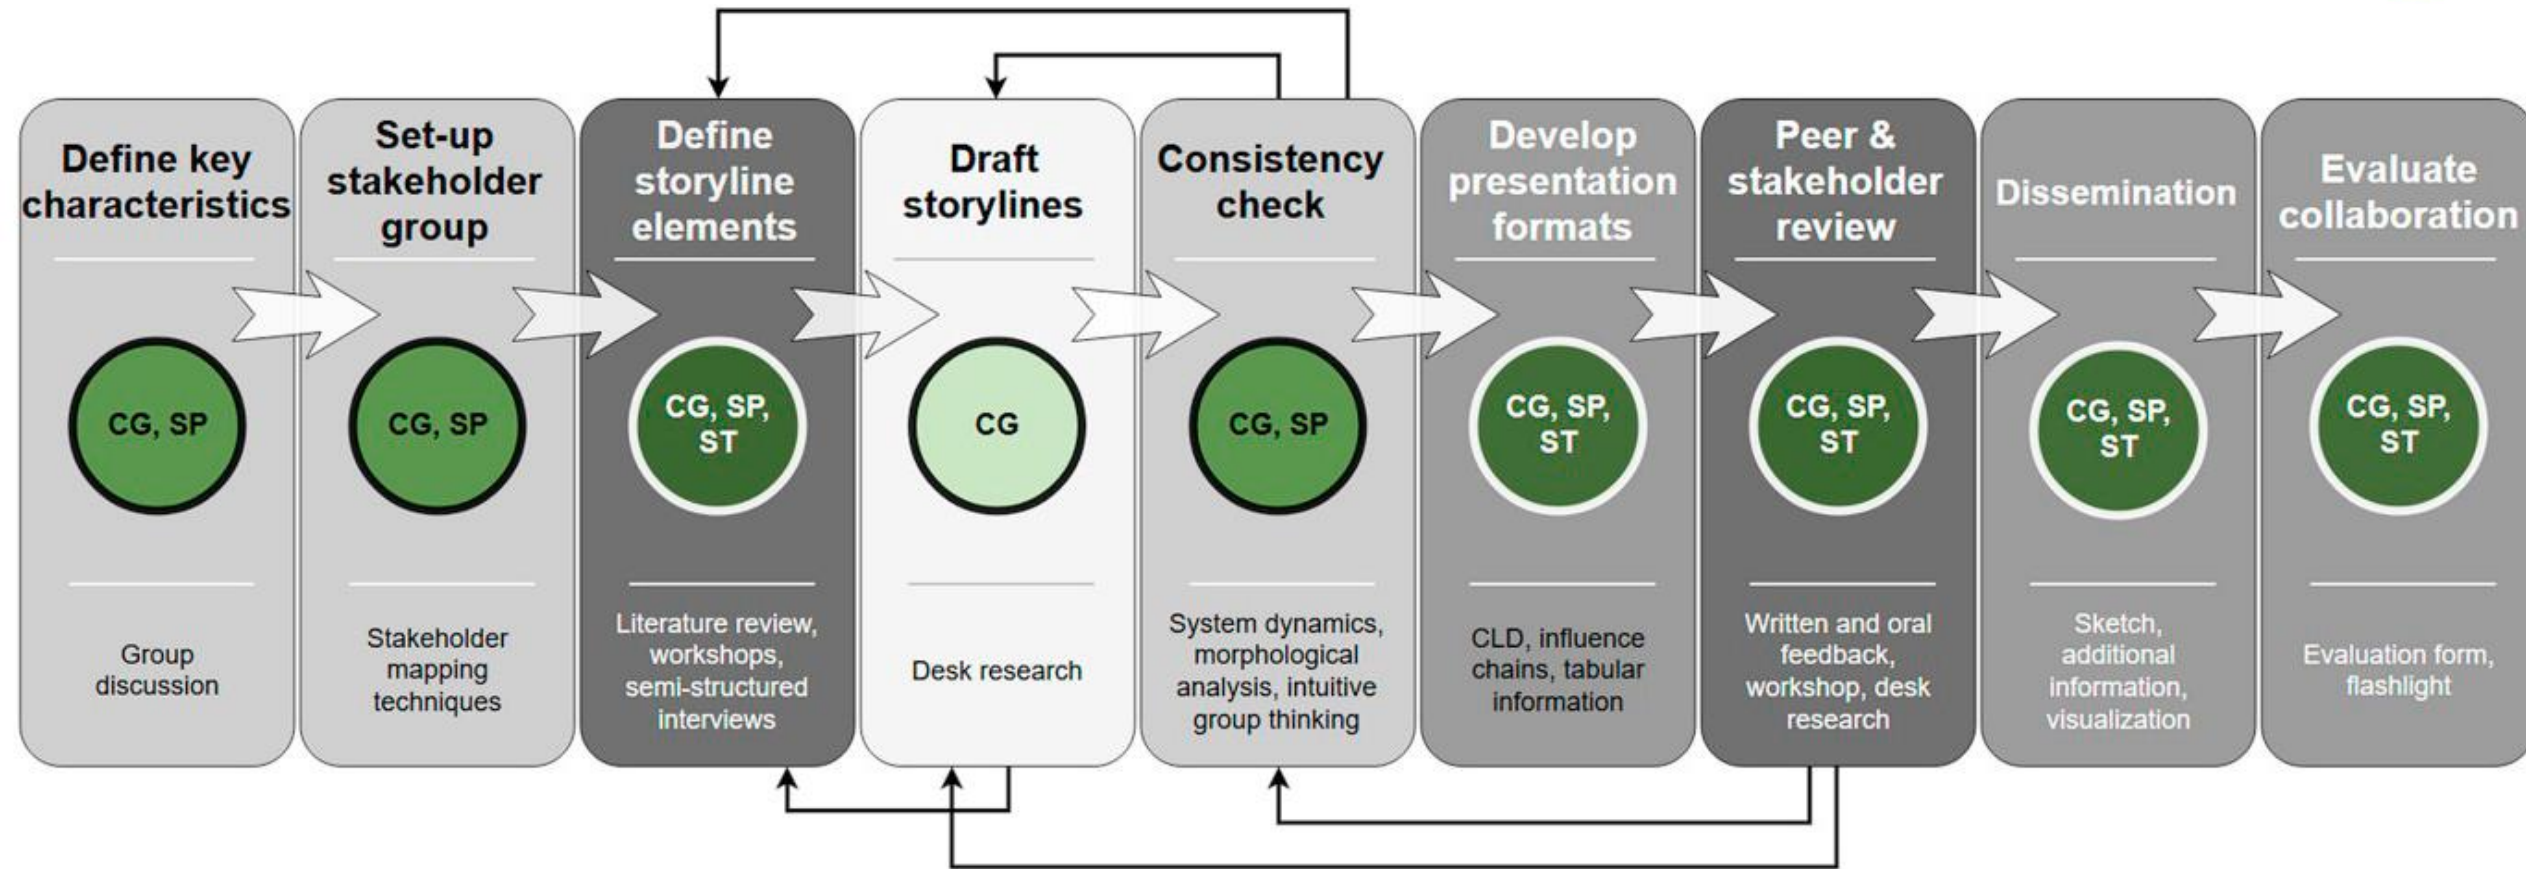 Define key
characteristics
CG, SP
Group
discussion
Set-up
stakeholder
group
CG, SP
Stakeholder
mapping
techniques
Define
storyline
elements
CG, SP,
ST
Literature review,
workshops,
semi-structured
interviews
Draft
storylines
CG
Desk research
Consistency
check
CG, SP
System dynamics,
morphological
analysis, intuitive
group thinking
Develop
presentation
formats
CG, SP,
ST
CLD, influence
chains, tabular
information
Peer &
stakeholder
review
CG, SP,
ST
Written and oral
feedback,
workshop, desk
research
Dissemination
CG, SP,
ST
Sketch,
additional
information,
visualization
Evaluate
collaboration
CG, SP,
ST
Evaluation form,
flashlight